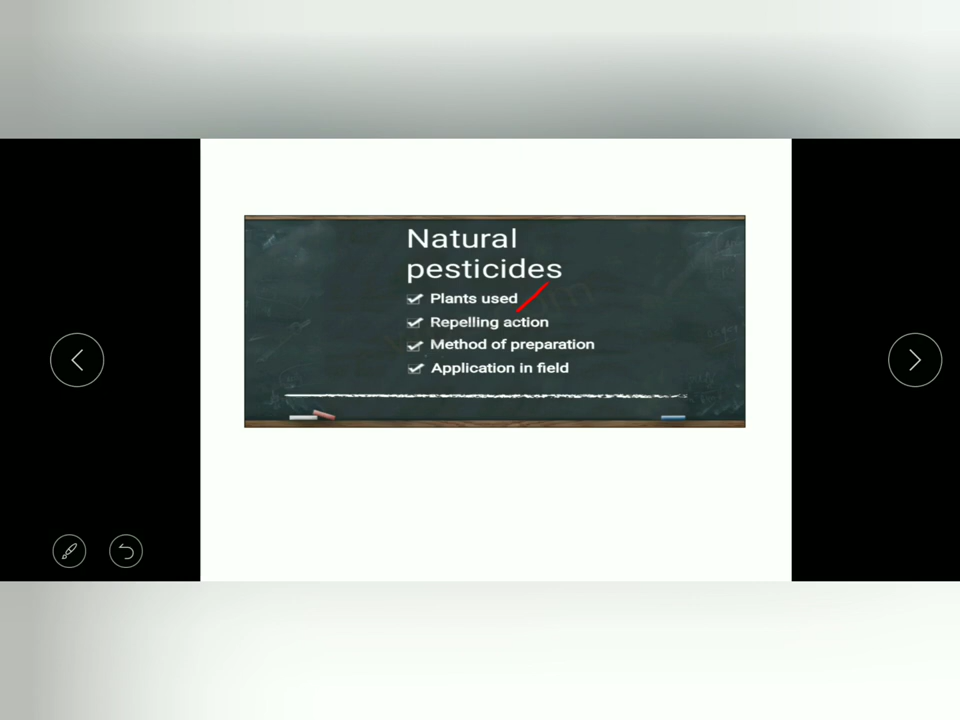 Natural
pesticides
Plants used
Repelling action
Method of preparation
Application in field